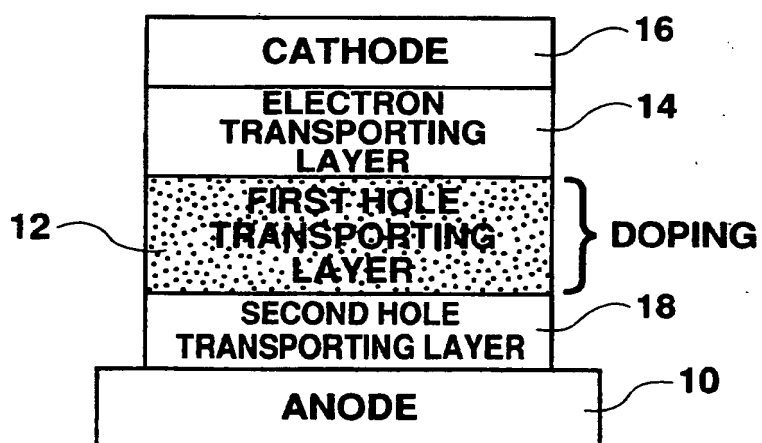 CATHODE
16
ELECTRON
TRANSPORTING
LAYER
14
FIRST HOLE
TRANSPORTING
LAYER
12
DOPING
SECOND HOLE
TRANSPORTING LAYER
18
ANODE
10